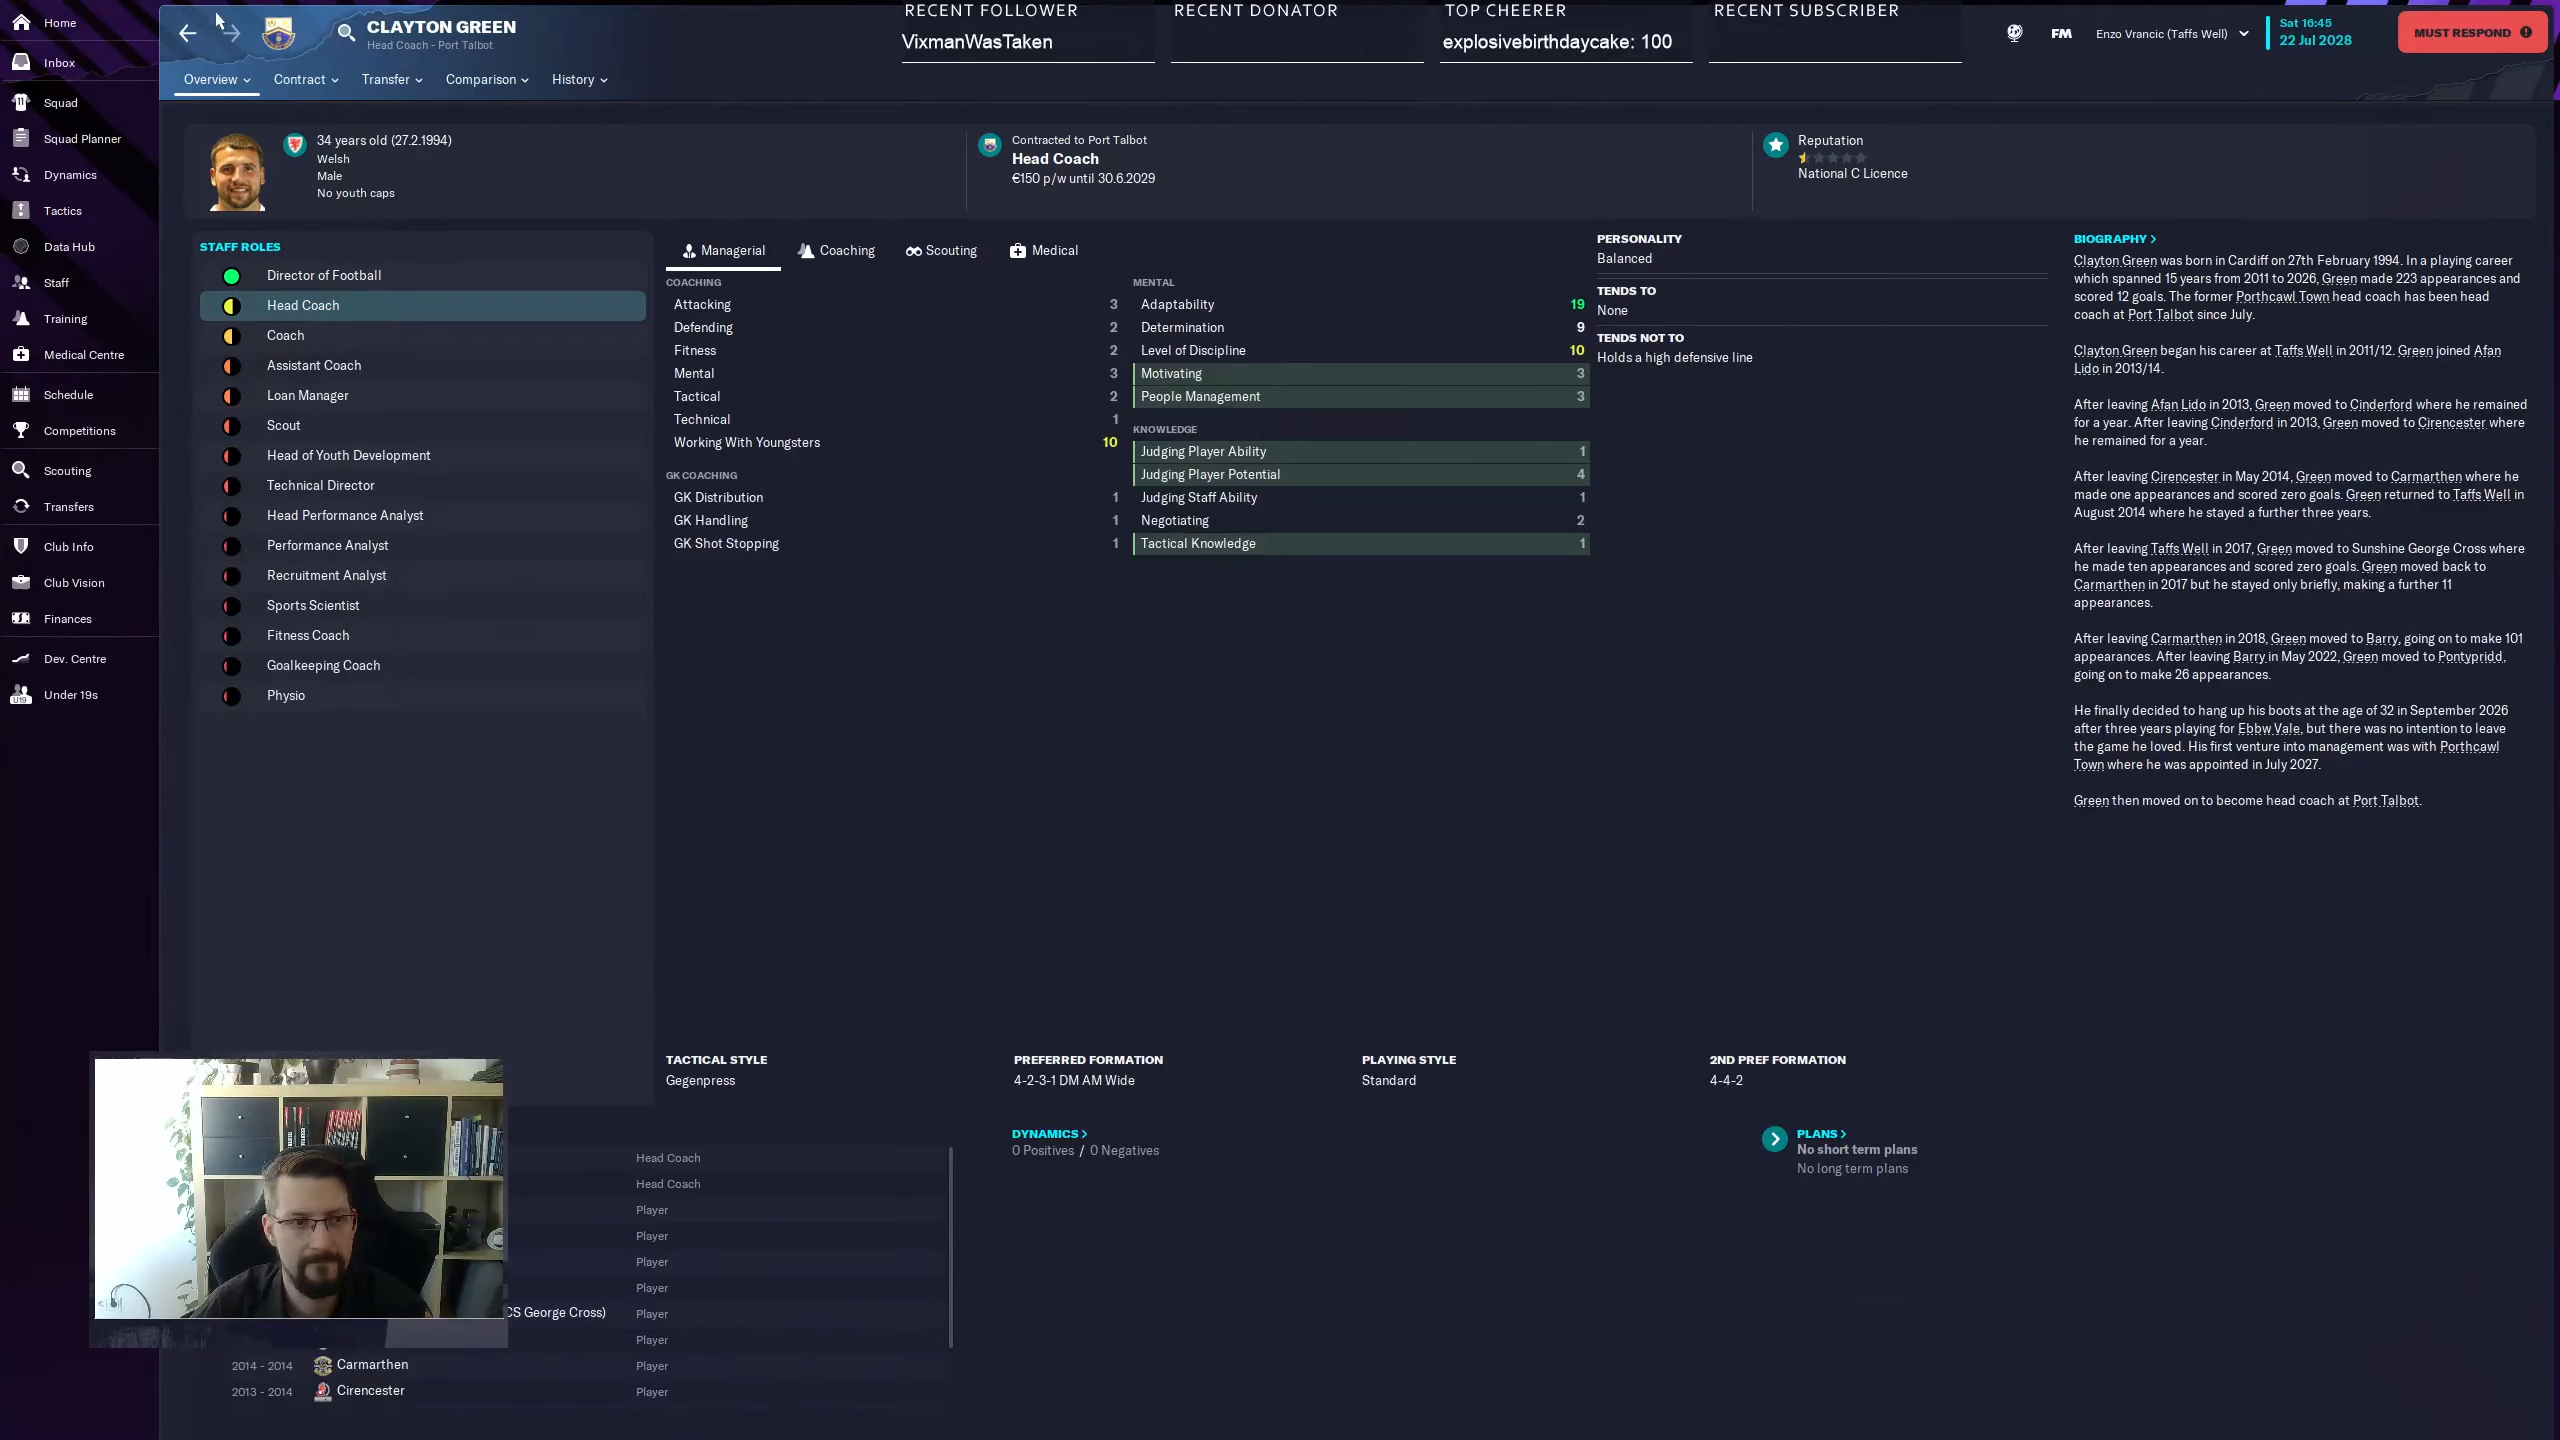 Home
Inbox
Squad
Squad Planner
Dynamics
Tactics
Data Hub
Staff
Training
Medical Centre
Schedule
Competitions
Scouting
Transfers
Club Info
Club Vision
Finances
Dev. Centre
Under 19s
CLAYTON GREEN
Head Coach - Port Talbot
Overview
Contract
Transfer
Comparison
History
RECENT FOLLOWER
VixmanWasTaken
RECENT DONATOR
TOP CHEERER
explosivebirthdaycake: 100
RECENT SUBSCRIBER
FM
Enzo Vrancic (Taffs Well)
Sat 16:45
22 Jul 2028
MUST RESPOND
34 years old (27.2.1994)
Welsh
Male
No youth caps
Contracted to Port Talbot
Head Coach
€150 p/w until 30.6.2029
Reputation
National C Licence
STAFF ROLES
Director of Football
Head Coach
Coach
Assistant Coach
Loan Manager
Scout
Head of Youth Development
Technical Director
Head Performance Analyst
Performance Analyst
Recruitment Analyst
Sports Scientist
Fitness Coach
Goalkeeping Coach
Physio
Managerial
Coaching
Scouting
Medical
COACHING
Attacking 3
Defending 2
Fitness 2
Mental 3
Tactical 2
Technical 1
Working With Youngsters 10
GK COACHING
GK Distribution 1
GK Handling 1
GK Shot Stopping 1
MENTAL
Adaptability 19
Determination 9
Level of Discipline 10
Motivating 3
People Management 3
KNOWLEDGE
Judging Player Ability 1
Judging Player Potential 4
Judging Staff Ability 1
Negotiating 2
Tactical Knowledge 1
PERSONALITY
Balanced
TENDS TO
None
TENDS NOT TO
Holds a high defensive line
BIOGRAPHY >
Clayton Green was born in Cardiff on 27th February 1994. In a playing career
which spanned 15 years from 2011 to 2026, Green made 223 appearances and
scored 12 goals. The former Porthcawl Town head coach has been head
coach at Port Talbot since July.
Clayton Green began his career at Taffs Well in 2011/12. Green joined Afan
Lido in 2013/14.
After leaving Afan Lido in 2013, Green moved to Cinderford where he remained
for a year. After leaving Cinderford in 2013, Green moved to Cirencester where
he remained for a year.
After leaving Cirencester in May 2014, Green moved to Carmarthen where he
made one appearances and scored zero goals. Green returned to Taffs Well in
August 2014 where he stayed a further three years.
After leaving Taffs Well in 2017, Green moved to Sunshine George Cross where
he made ten appearances and scored zero goals. Green moved back to
Carmarthen in 2017 but he stayed only briefly, making a further 11
appearances.
After leaving Carmarthen in 2018, Green moved to Barry, going on to make 101
appearances. After leaving Barry in May 2022, Green moved to Pontypridd,
going on to make 26 appearances.
He finally decided to hang up his boots at the age of 32 in September 2026
after three years playing for Ebbw Vale, but there was no intention to leave
the game he loved. His first venture into management was with Porthcawl
Town where he was appointed in July 2027.
Green then moved on to become head coach at Port Talbot.
TACTICAL STYLE
Gegenpress
PREFERRED FORMATION
4-2-3-1 DM AM Wide
PLAYING STYLE
Standard
2ND PREF FORMATION
4-4-2
Head Coach
Head Coach
Player
Player
Player
Player
CS George Cross) Player
Player
2014 - 2014 Carmarthen Player
2013 - 2014 Cirencester Player
DYNAMICS >
0 Positives / 0 Negatives
PLANS >
No short term plans
No long term plans